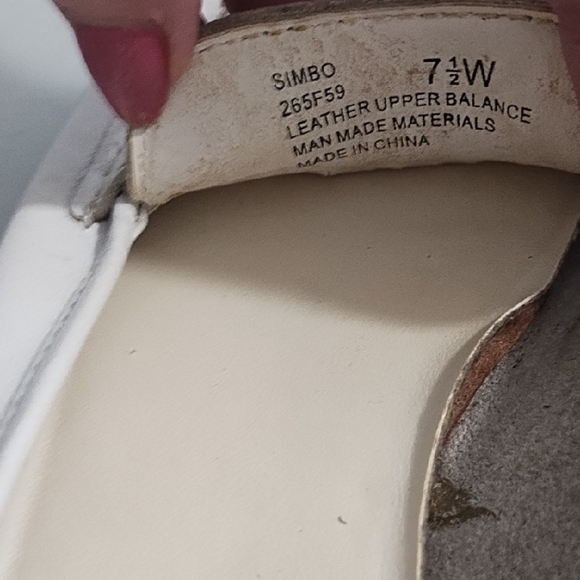 SIMBO 7½W
265F59
LEATHER UPPER BALANCE
MAN MADE MATERIALS
MADE IN CHINA